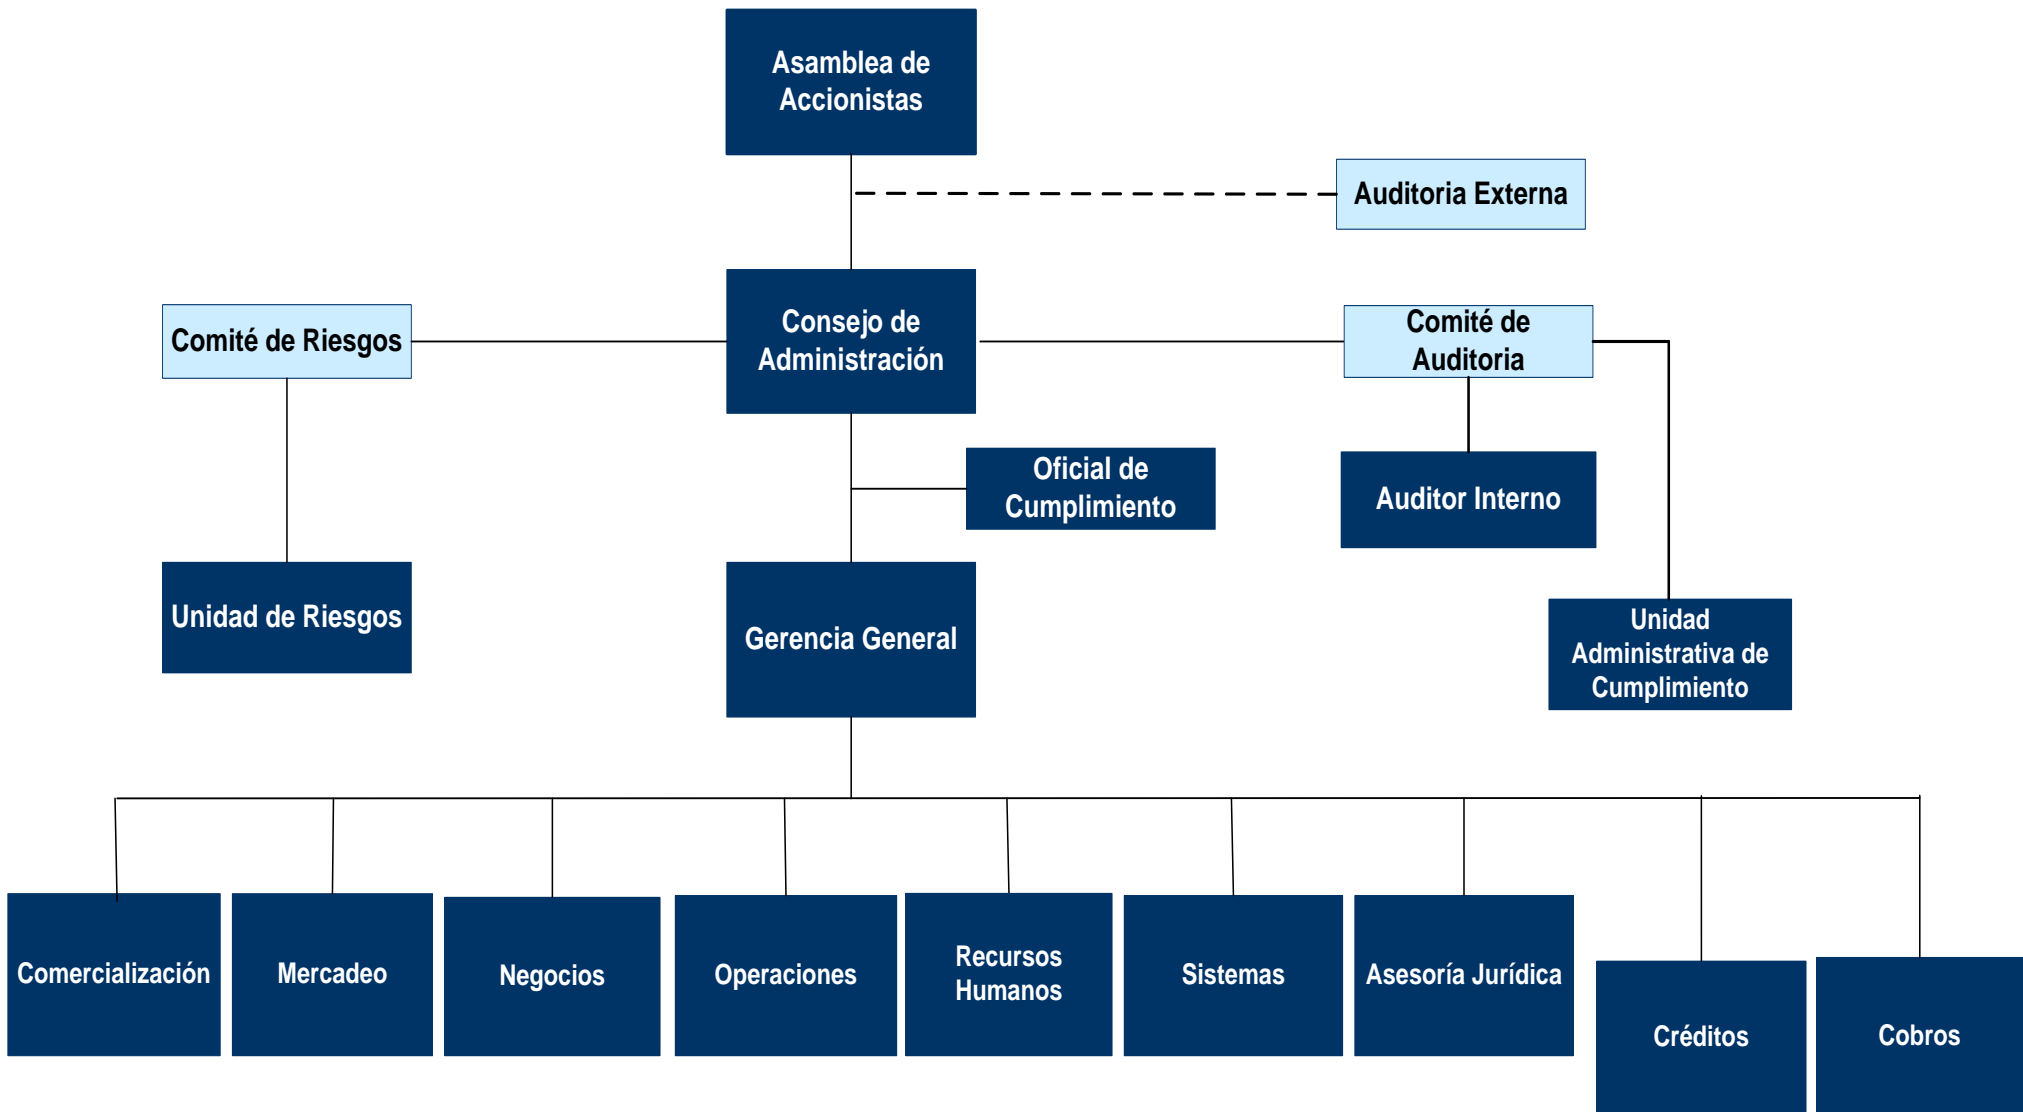 Asamblea de
Accionistas
Auditoria Externa
Comité de Riesgos
Consejo de
Administración
Comité de
Auditoria
Oficial de
Cumplimiento
Auditor Interno
Unidad de Riesgos
Gerencia General
Unidad
Administrativa de
Cumplimiento
Comercialización
Mercadeo
Negocios
Operaciones
Recursos
Humanos
Sistemas
Asesoría Jurídica
Créditos
Cobros